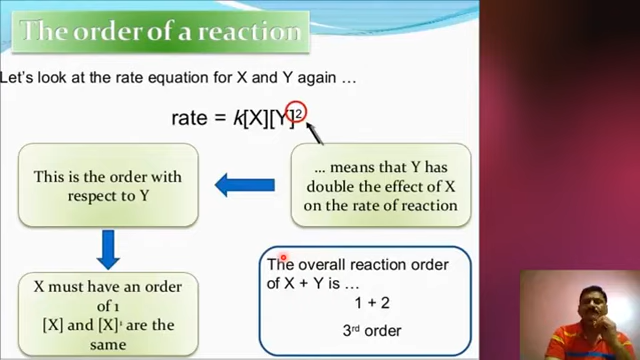 The order of a reaction
Let's look at the rate equation for X and Y again …
rate = k[X][Y]²
This is the order with
respect to Y
… means that Y has
double the effect of X
on the rate of reaction
X must have an order
of 1
[X] and [X]¹ are the
same
The overall reaction order
of X + Y is …
1 + 2
3rd order